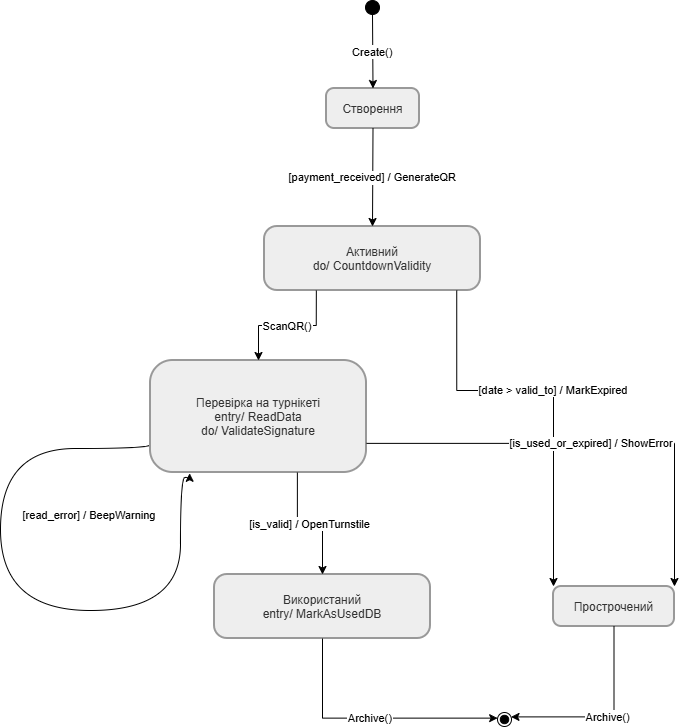 Create()
Створення
[payment_received] / GenerateQR
Активний
do/ CountdownValidity
ScanQR()
[date > valid_to] / MarkExpired
Перевірка на турнікеті
entry/ ReadData
do/ ValidateSignature
[is_used_or_expired] / ShowError
[read_error] / BeepWarning
[is_valid] / OpenTurnstile
Використаний
entry/ MarkAsUsedDB
Прострочений
Archive()
Archive()